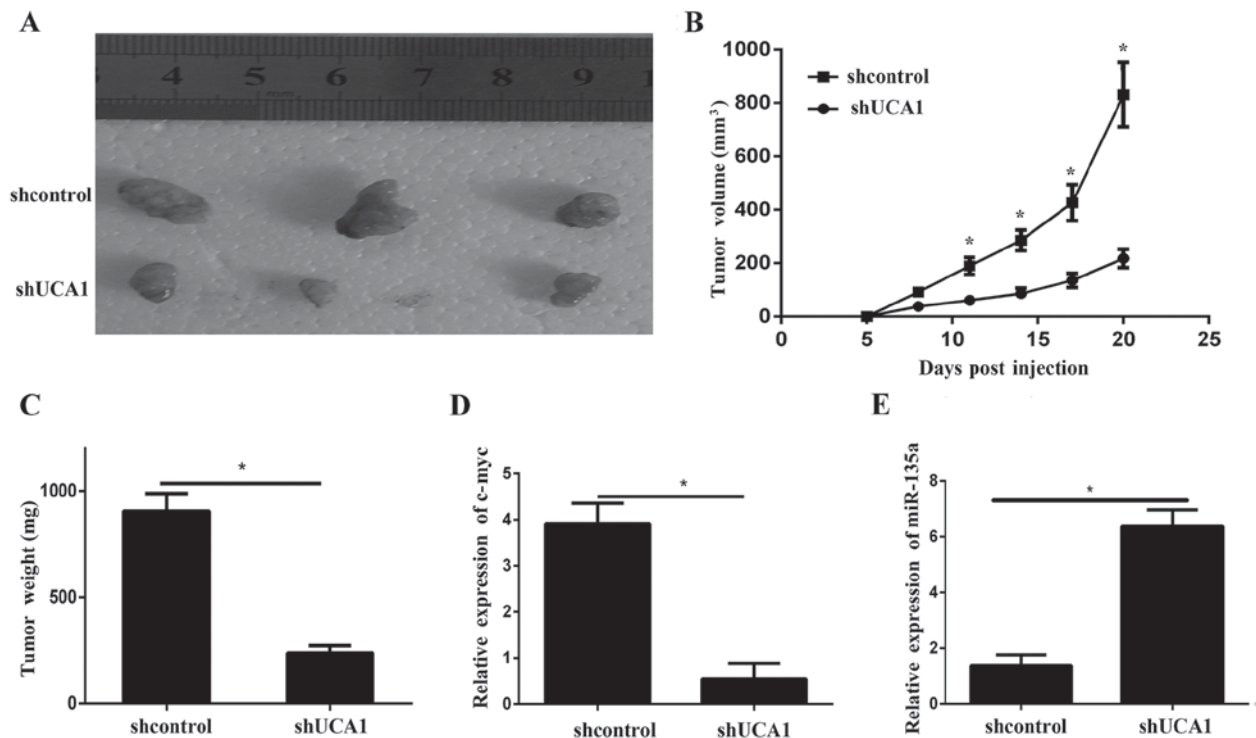 A
3 4 5 6 7 8 9 1
mm
shcontrol
shUCA1
B
Tumor volume (mm³)
1000
800
600
400
200
0
shcontrol
shUCA1
*
*
*
*
0 5 10 15 20 25
Days post injection
C
Tumor weight (mg)
1000
500
0
*
shcontrol shUCA1
D
Relative expression of c-myc
5
4
3
2
1
0
*
shcontrol shUCA1
E
Relative expression of miR-135a
8
6
4
2
0
*
shcontrol shUCA1